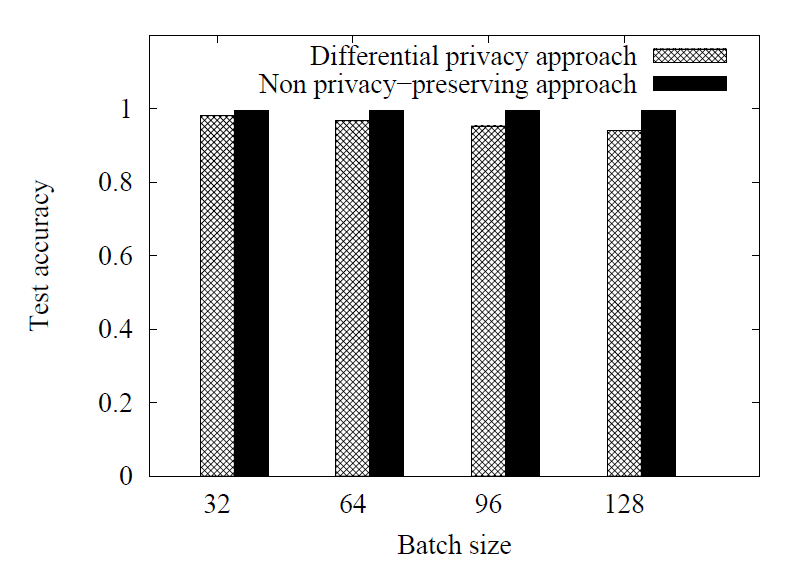 Differential privacy approach
Non privacy−preserving approach
1
0.8
0.6
0.4
0.2
0
Test accuracy
32 64 96 128
Batch size